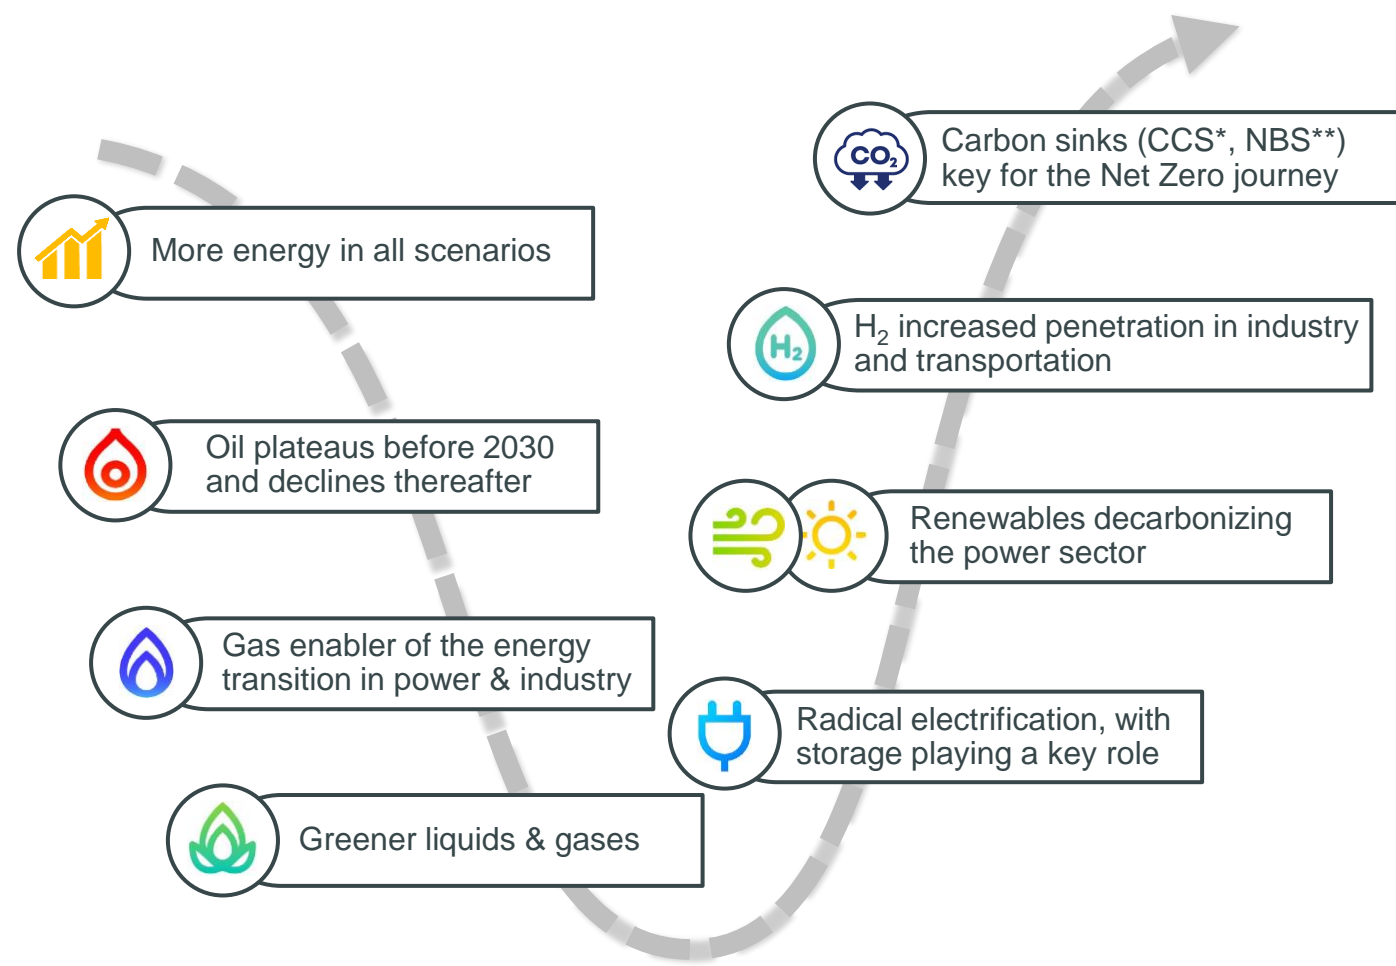 More energy in all scenarios
Oil plateaus before 2030
and declines thereafter
Gas enabler of the energy
transition in power & industry
Greener liquids & gases
CO₂
Carbon sinks (CCS*, NBS**)
key for the Net Zero journey
H₂
H₂ increased penetration in industry
and transportation
Renewables decarbonizing
the power sector
Radical electrification, with
storage playing a key role